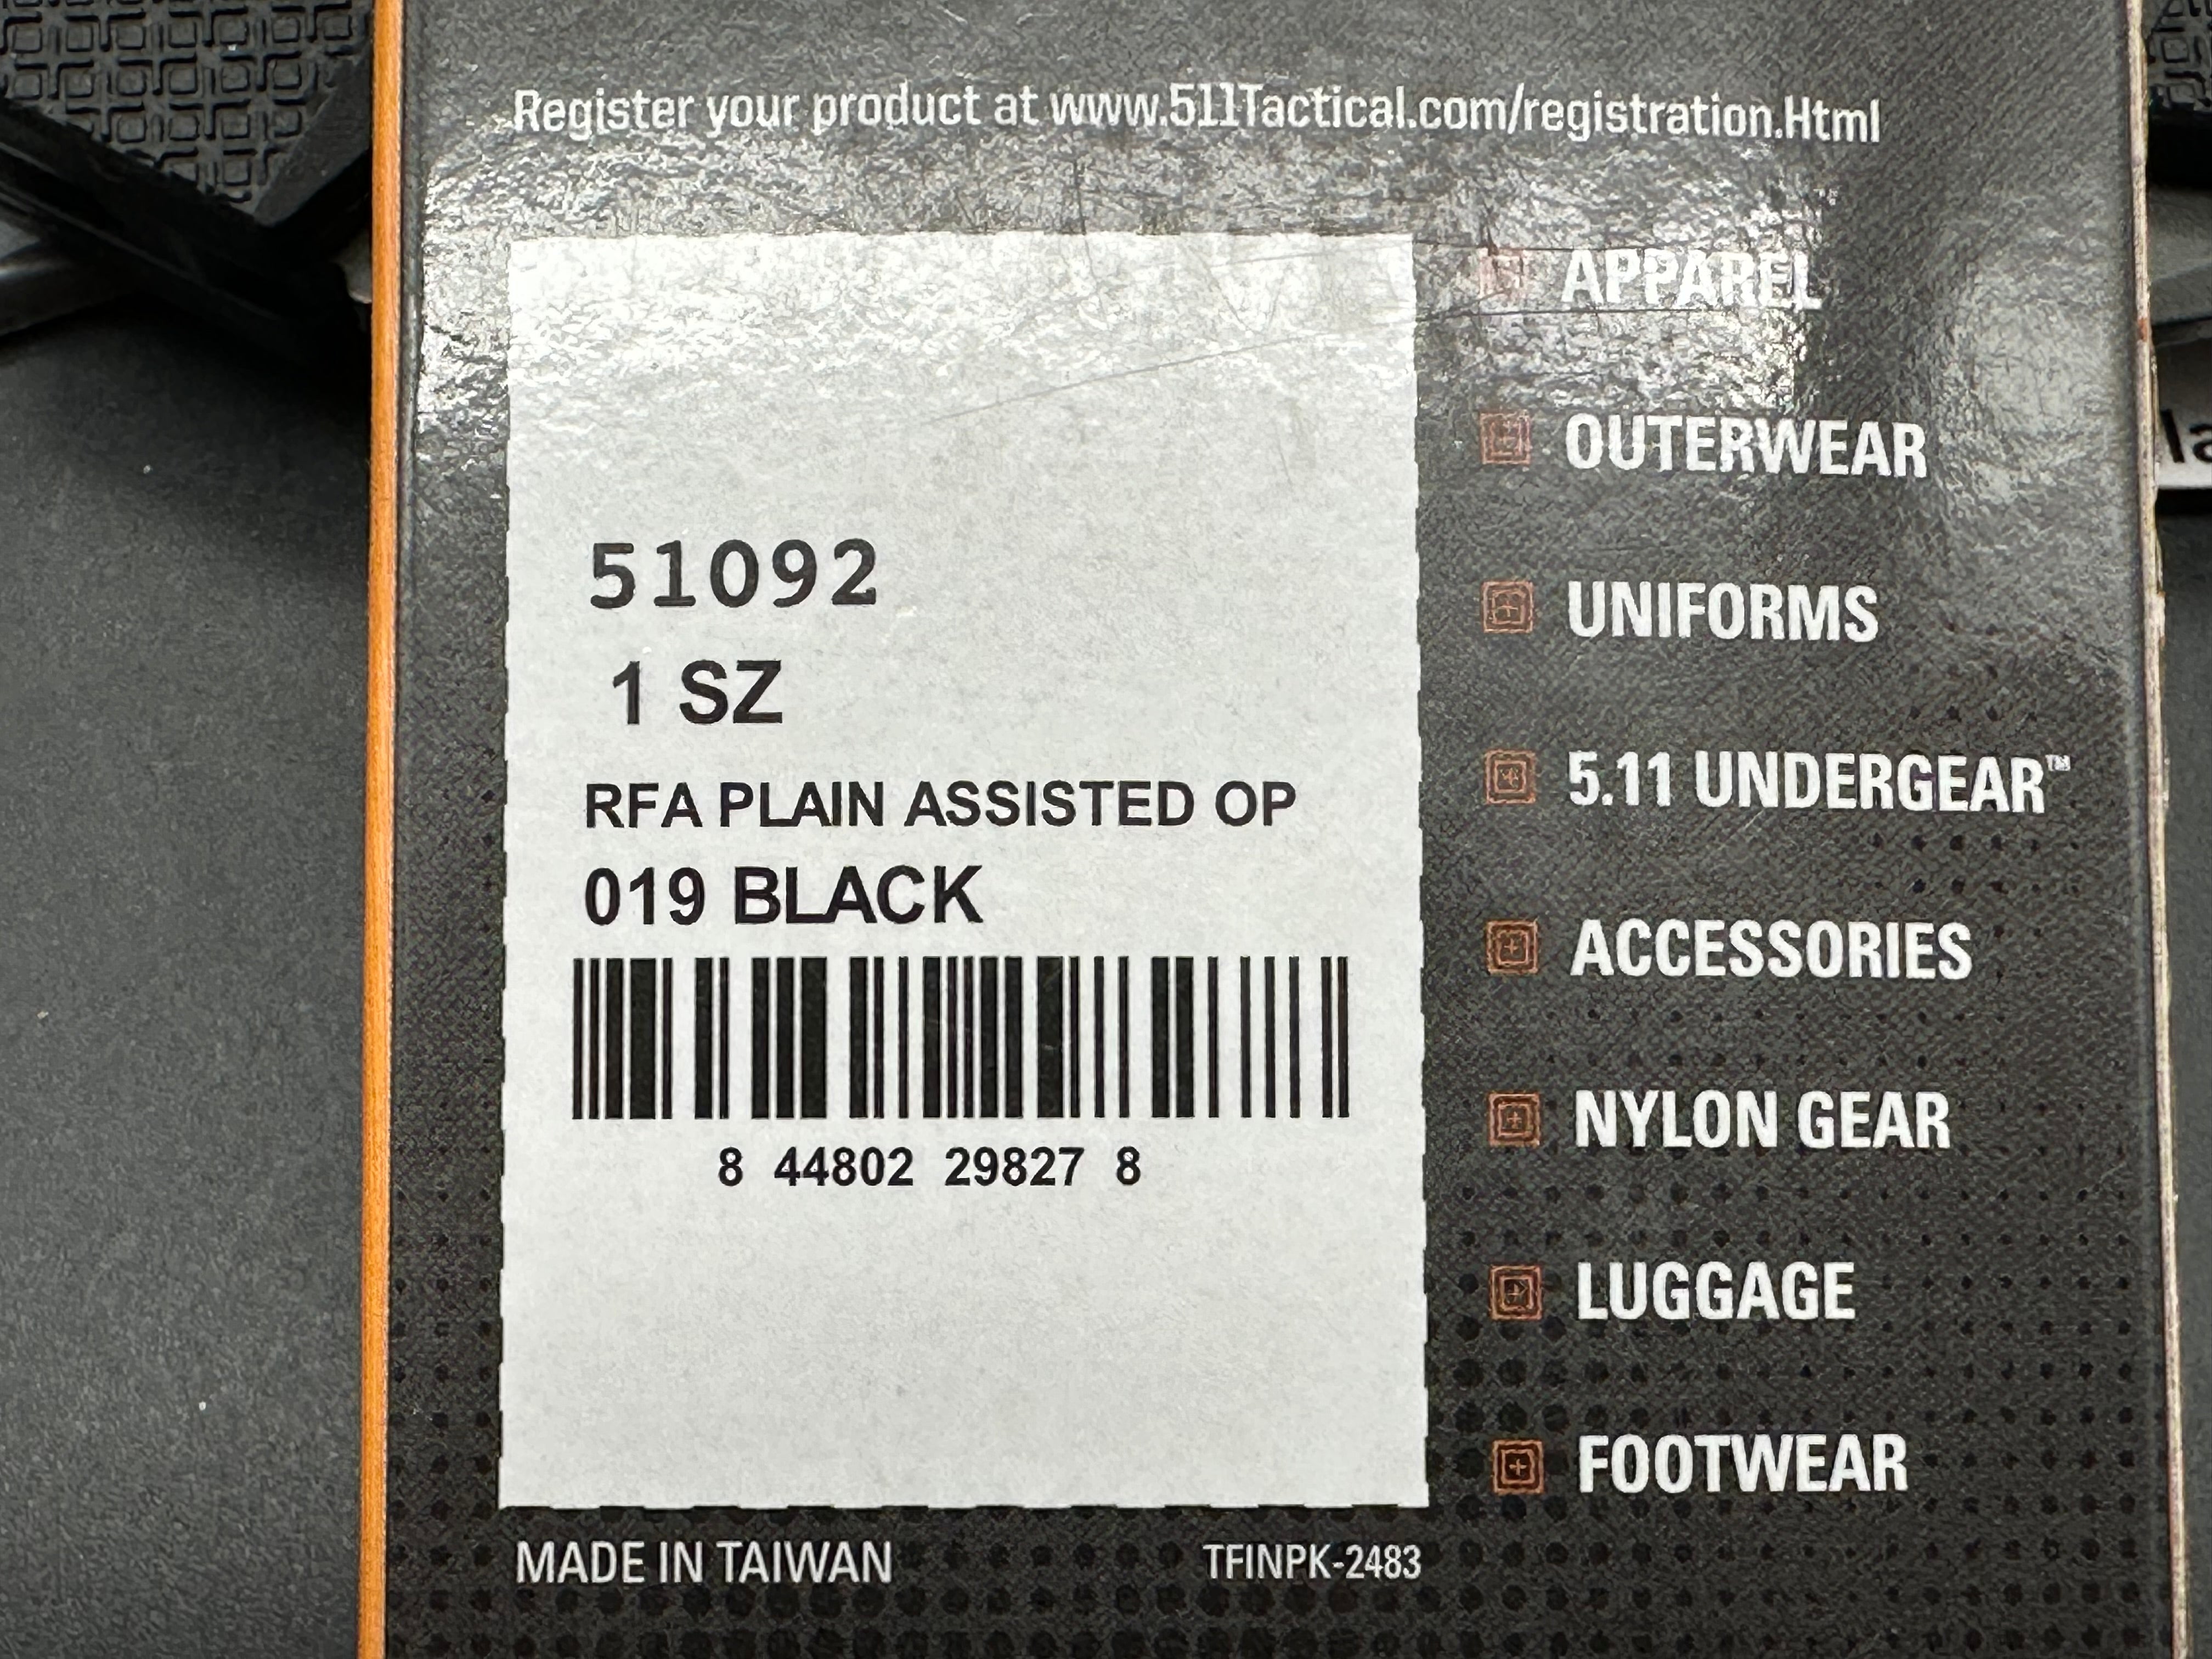 Register your product at www.511Tactical.com/registration.Html
51092
1 SZ
RFA PLAIN ASSISTED OP
019 BLACK
8 44802 29827 8
APPAREL
OUTERWEAR
UNIFORMS
5.11 UNDERGEAR™
ACCESSORIES
NYLON GEAR
LUGGAGE
FOOTWEAR
MADE IN TAIWAN
TFINPK-2483